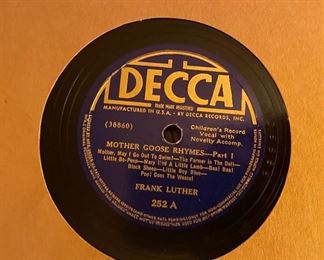 DECCA
TRADE MARK REGISTERED
MANUFACTURED IN U.S.A. · BY DECCA RECORDS, INC.
(38860)
Children's Record
Vocal with
Novelty Accomp.
MOTHER GOOSE RHYMES—Part I
Mother, May I Go Out To Swim?—The Farmer in The Dell—
Little Bo-Peep—Mary Had A Little Lamb—Baa! Baa!
Black Sheep—Little Boy Blue—
Pop! Goes The Weasel
FRANK LUTHER
252 A